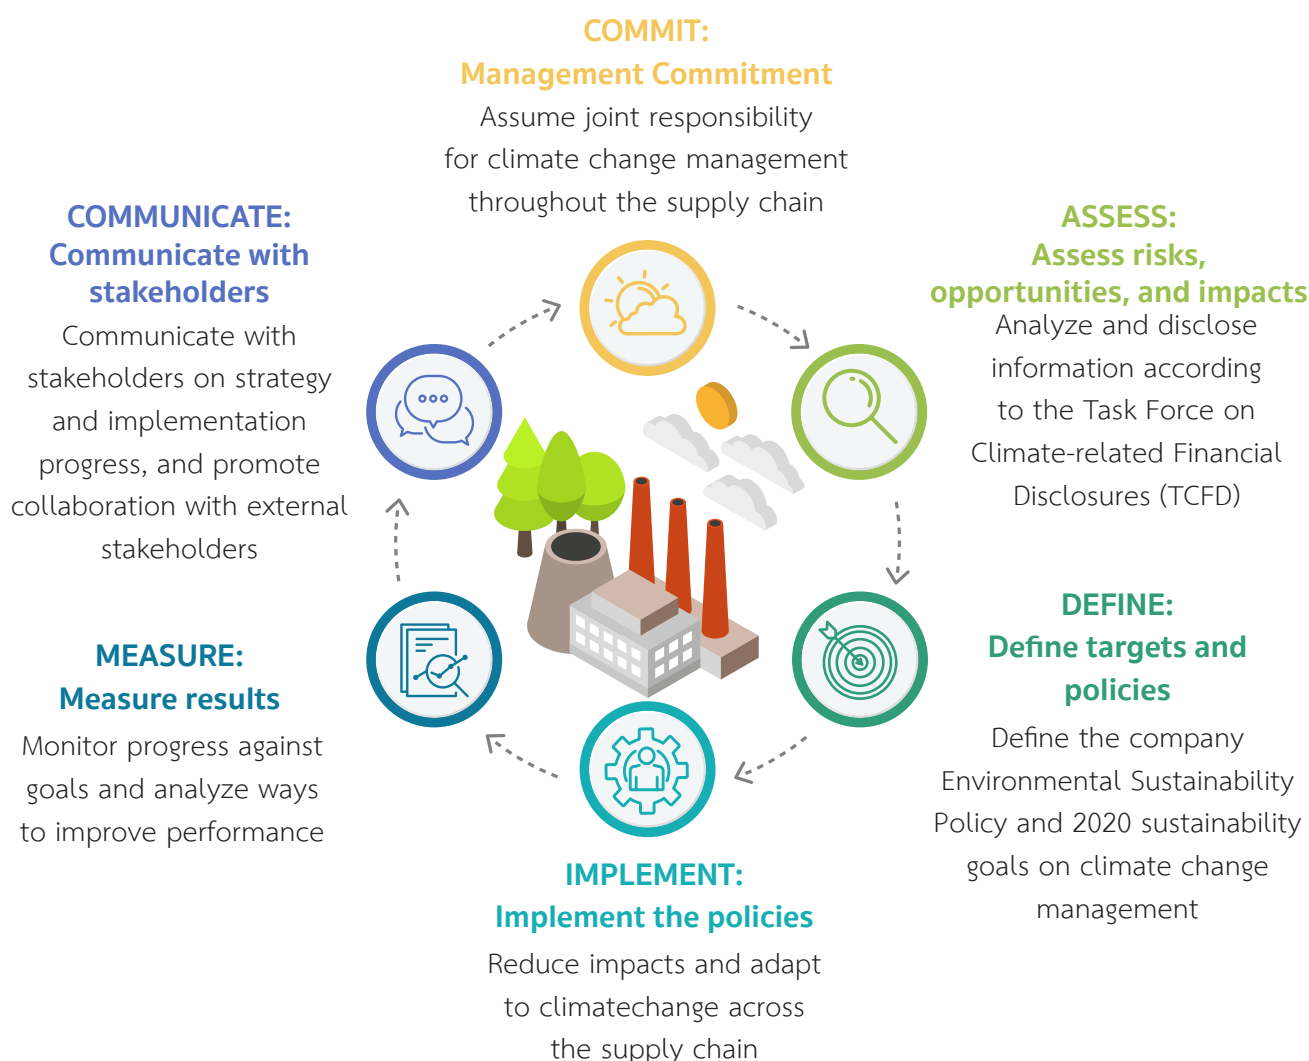 COMMIT:
Management Commitment
Assume joint responsibility
for climate change management
throughout the supply chain
ASSESS:
Assess risks,
opportunities, and impacts
Analyze and disclose
information according
to the Task Force on
Climate-related Financial
Disclosures (TCFD)
DEFINE:
Define targets and
policies
Define the company
Environmental Sustainability
Policy and 2020 sustainability
goals on climate change
management
IMPLEMENT:
Implement the policies
Reduce impacts and adapt
to climatechange across
the supply chain
MEASURE:
Measure results
Monitor progress against
goals and analyze ways
to improve performance
COMMUNICATE:
Communicate with
stakeholders
Communicate with
stakeholders on strategy
and implementation
progress, and promote
collaboration with external
stakeholders